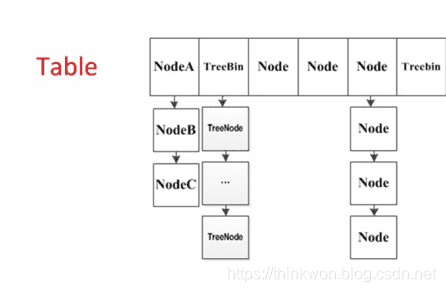 Table
NodeA TreeBin Node Node Node Treebin
NodeB TreeNode Node
NodeC ... Node
TreeNode Node
https://thinkwon.blog.csdn.net